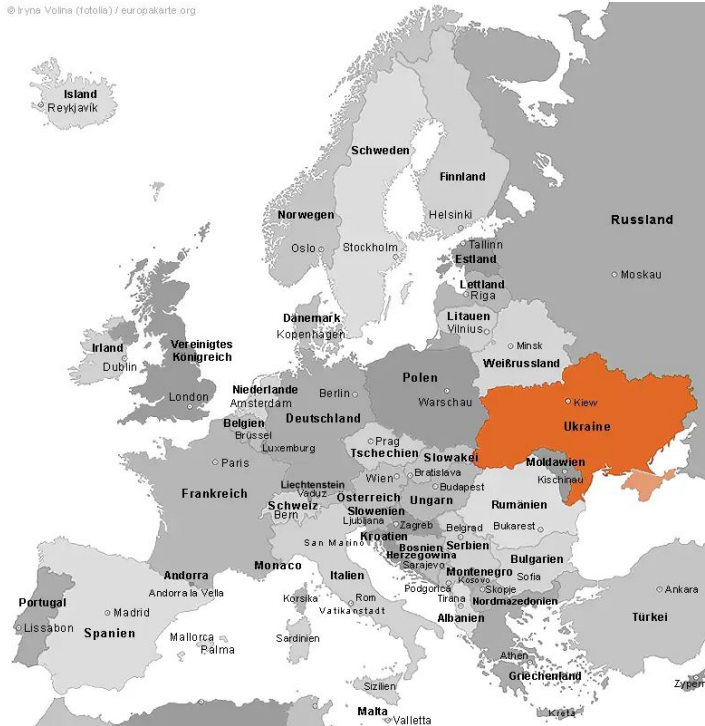 © Iryna Volina (fotolia) / europakarte.org
Island
Reykjavík
Schweden
Finnland
Norwegen
Helsinki
Russland
Oslo
Stockholm
Tallinn
Estland
Moskau
Lettland
Riga
Dänemark
Litauen
Kopenhagen
Vilnius
Irland
Vereinigtes
Königreich
Minsk
Dublin
Weißrussland
Polen
Niederlande
Berlin
Warschau
London
Amsterdam
Kiew
Belgien
Deutschland
Ukraine
Brüssel
Prag
Luxemburg
Tschechien
Slowakei
Paris
Moldawien
Wien
Bratislava
Kischinau
Liechtenstein
Budapest
Frankreich
Vaduz
Österreich
Ungarn
Schweiz
Rumänien
Bern
Slowenien
Ljubljana
Zagreb
Belgrad
Bukarest
San Marino
Kroatien
Bosnien
Serbien
Herzegowina
Monaco
Sarajevo
Bulgarien
Andorra
Italien
Montenegro
Kosovo
Sofia
Andorra la Vella
Podgorica
Skopje
Ankara
Portugal
Korsika
Rom
Tirana
Nordmazedonien
Madrid
Vatikanstadt
Albanien
Türkei
Lissabon
Spanien
Mallorca
Sardinien
Palma
Athen
Griechenland
Sizilien
Zypern
Malta
Kreta
Valletta